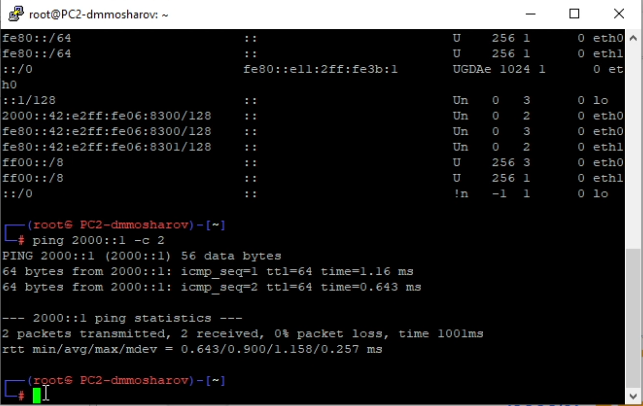 root@PC2-dmmosharov: ~
fe80::/64 :: U 256 1 0 eth0
fe80::/64 :: U 256 1 0 eth1
::/0 fe80::e11:2ff:fe3b:1 UGDAe 1024 1 0 et
h0
::1/128 :: Un 0 3 0 lo
2000::42:e2ff:fe06:8300/128 :: Un 0 2 0 eth0
fe80::42:e2ff:fe06:8300/128 :: Un 0 3 0 eth0
fe80::42:e2ff:fe06:8301/128 :: Un 0 2 0 eth1
ff00::/8 :: U 256 3 0 eth0
ff00::/8 :: U 256 1 0 eth1
::/0 :: !n -1 1 0 lo
┌──(root㉿ PC2-dmmosharov)-[~]
└─# ping 2000::1 -c 2
PING 2000::1 (2000::1) 56 data bytes
64 bytes from 2000::1: icmp_seq=1 ttl=64 time=1.16 ms
64 bytes from 2000::1: icmp_seq=2 ttl=64 time=0.643 ms
--- 2000::1 ping statistics ---
2 packets transmitted, 2 received, 0% packet loss, time 1001ms
rtt min/avg/max/mdev = 0.643/0.900/1.158/0.257 ms
┌──(root㉿ PC2-dmmosharov)-[~]
└─#